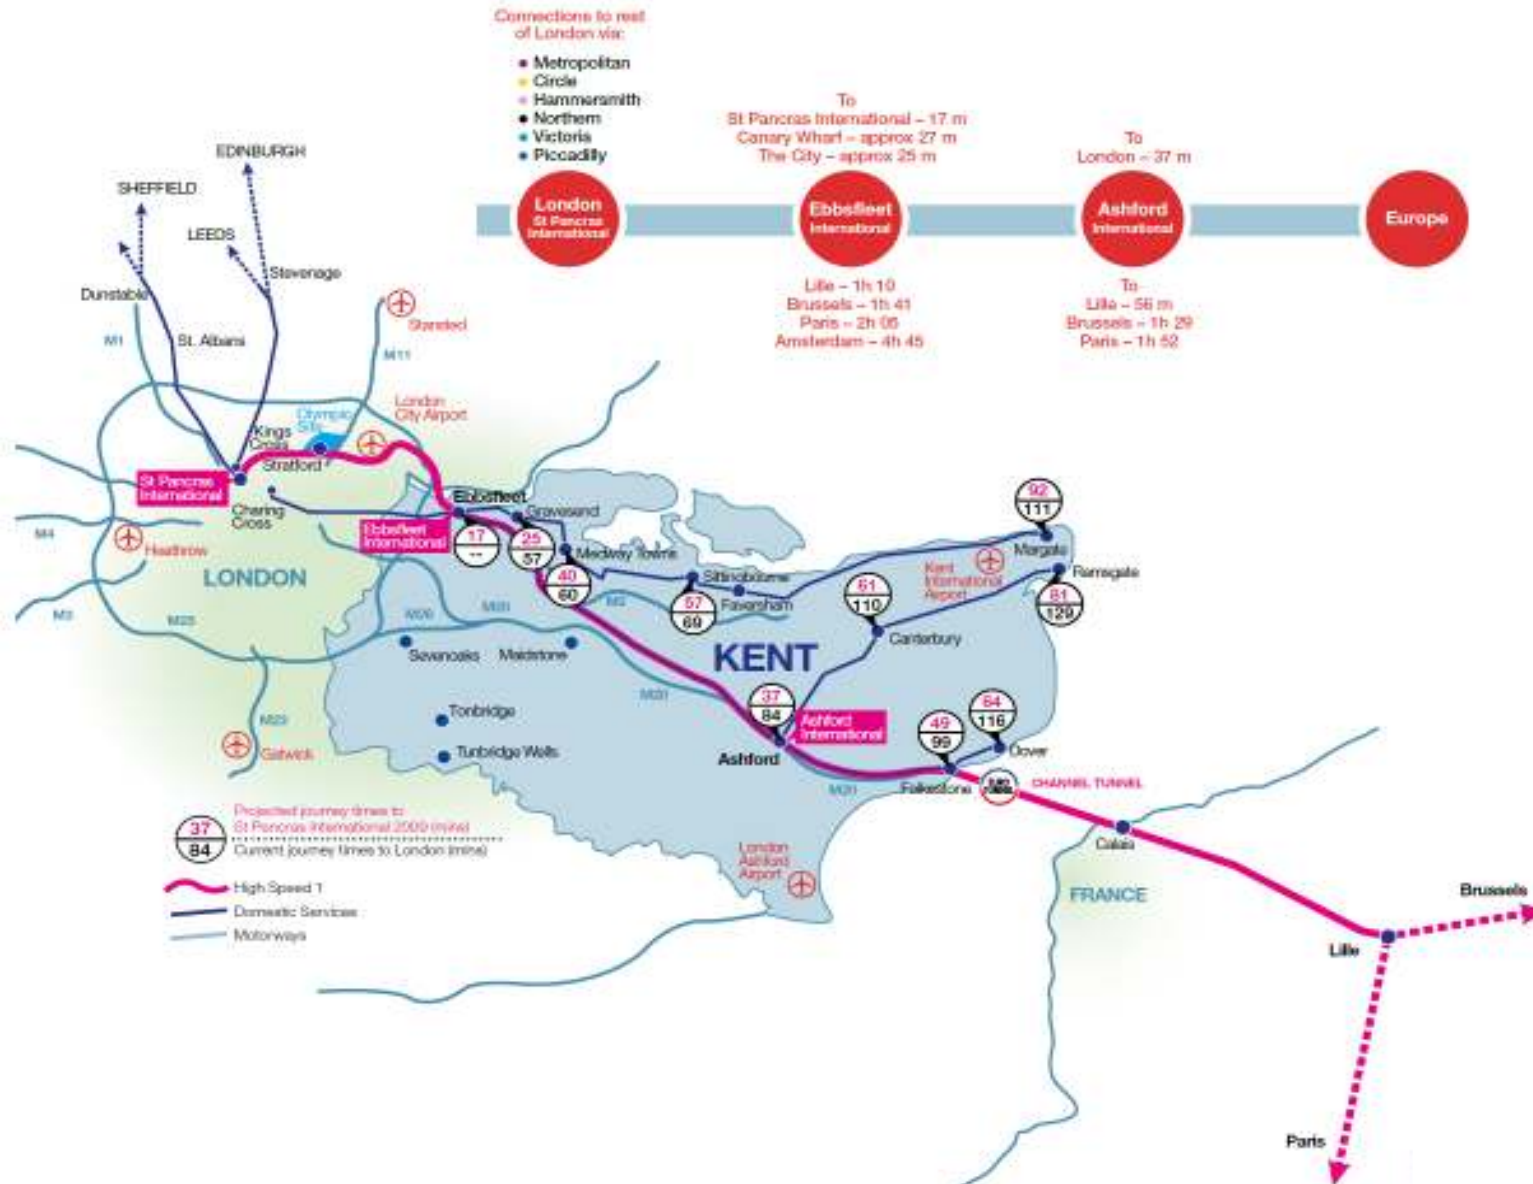 Connections to rest
of London via:
Metropolitan
Circle
Hammersmith
Northern
Victoria
Piccadilly
To
St Pancras International – 17 m
Canary Wharf – approx 27 m
The City – approx 25 m
To
London – 37 m
London
St Pancras
International
Ebbsfleet
International
Ashford
International
Europe
Lille – 1h 10
Brussels – 1h 41
Paris – 2h 05
Amsterdam – 4h 45
To
Lille – 56 m
Brussels – 1h 29
Paris – 1h 52
EDINBURGH
SHEFFIELD
LEEDS
Stevenage
Dunstable
St. Albans
M1
Stansted
M11
London
City Airport
Olympic
Site
Kings
Cross
Stratford
St Pancras
International
Charing
Cross
Ebbsfleet
Ebbsfleet
International
17
--
Gravesend
25
57
Medway Towns
40
60
Sittingbourne
57
69
Faversham
M2
92
111
Margate
Kent
International
Airport
Ramsgate
81
129
61
110
Canterbury
M4
Heathrow
LONDON
M3
M25
M26
M20
Sevenoaks
Maidstone
KENT
M20
Tonbridge
Tunbridge Wells
M23
Gatwick
37
84
Ashford
International
Ashford
49
99
64
116
Dover
Folkestone
M20
CHANNEL TUNNEL
Calais
FRANCE
Brussels
Lille
Paris
London
Ashford
Airport
37
84
Projected journey times to
St Pancras International 2009 (mins)
Current journey times to London (mins)
High Speed 1
Domestic Services
Motorways